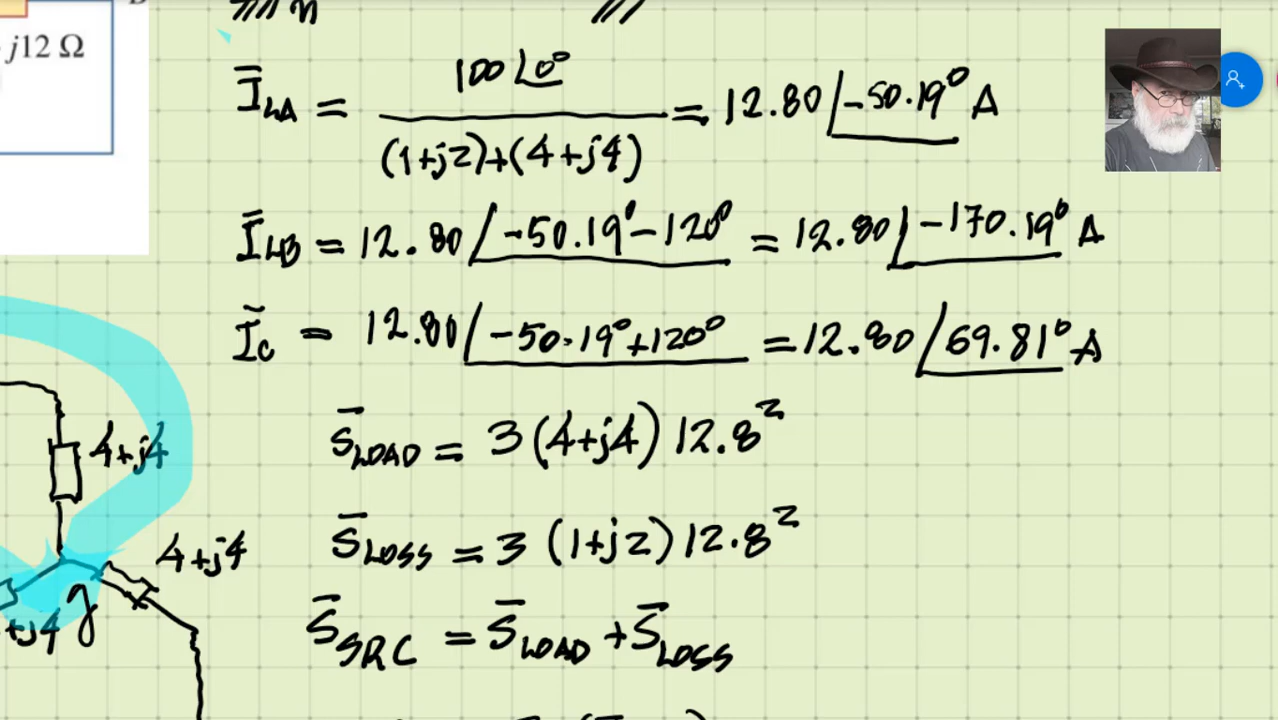 j12 Ω
Ī_LA = 100∠0° / ((1+j2)+(4+j4)) = 12.80∠-50.19° A
Ī_LB = 12.80∠-50.19°-120° = 12.80∠-170.19° A
Ĩ_C = 12.80∠-50.19°+120° = 12.80∠69.81° A
S̄_LOAD = 3(4+j4)12.8²
S̄_LOSS = 3(1+j2)12.8²
S̄_SRC = S̄_LOAD + S̄_LOSS
4+j4
4+j4
+j4